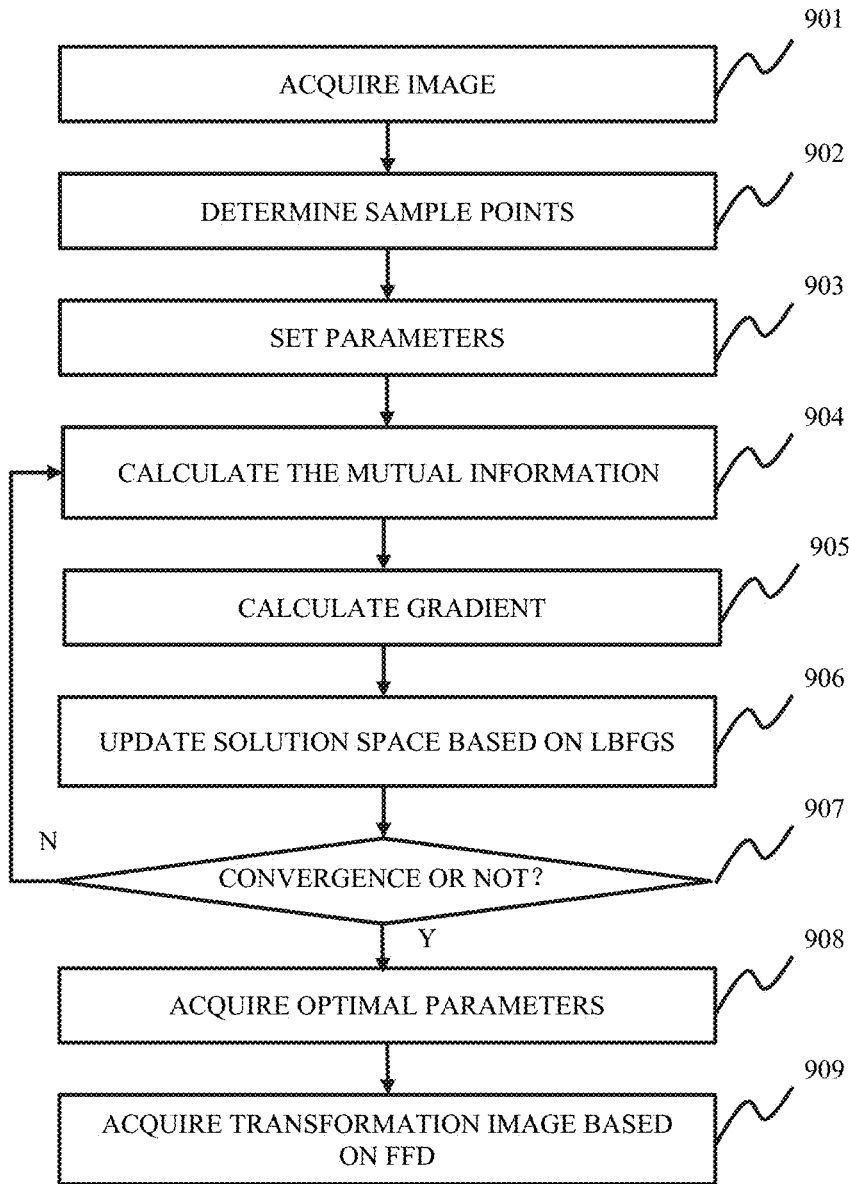 901
ACQUIRE IMAGE
902
DETERMINE SAMPLE POINTS
903
SET PARAMETERS
904
CALCULATE THE MUTUAL INFORMATION
905
CALCULATE GRADIENT
906
UPDATE SOLUTION SPACE BASED ON LBFGS
907
N
CONVERGENCE OR NOT?
Y
908
ACQUIRE OPTIMAL PARAMETERS
909
ACQUIRE TRANSFORMATION IMAGE BASED
ON FFD